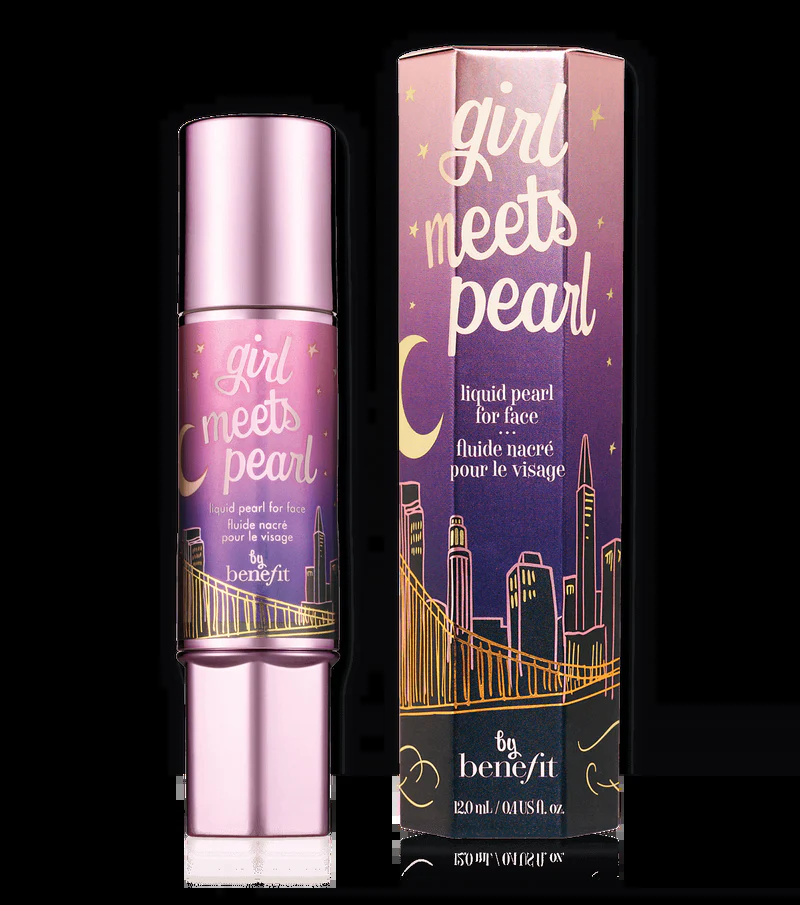 girl
meets
pearl
liquid pearl for face
fluide nacré
pour le visage
by
benefit
girl
meets
pearl
liquid pearl
for face
...
fluide nacré
pour le visage
by
benefit
12.0 mL / 0.4 US fl. oz.